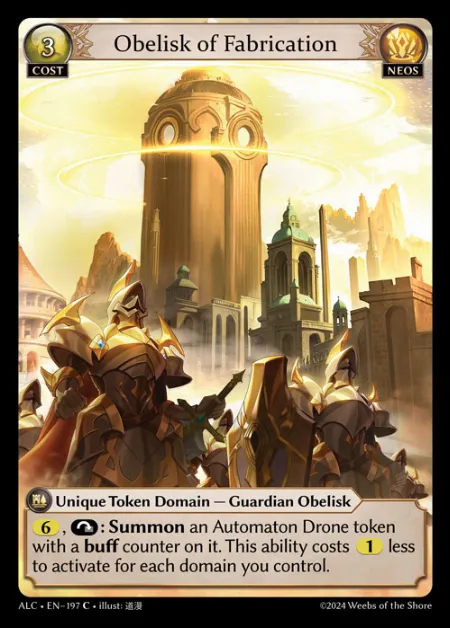 3
COST
Obelisk of Fabrication
NEOS
Unique Token Domain — Guardian Obelisk
6 , : Summon an Automaton Drone token
with a buff counter on it. This ability costs 1 less
to activate for each domain you control.
ALC • EN–197 C • illust: 道漫
©2024 Weebs of the Shore